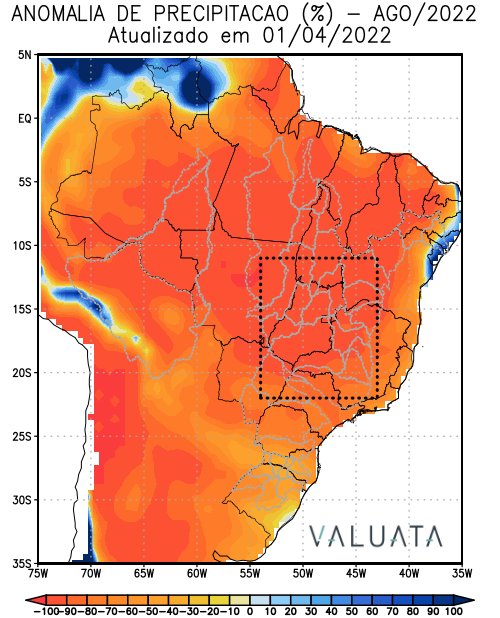 ANOMALIA DE PRECIPITACAO (%) – AGO/2022
Atualizado em 01/04/2022
5N
EQ
5S
10S
15S
20S
25S
30S
35S
VALUATA
75W 70W 65W 60W 55W 50W 45W 40W 35W
-100 -90 -80 -70 -60 -50 -40 -30 -20 -10 0 10 20 30 40 50 60 70 80 90 100